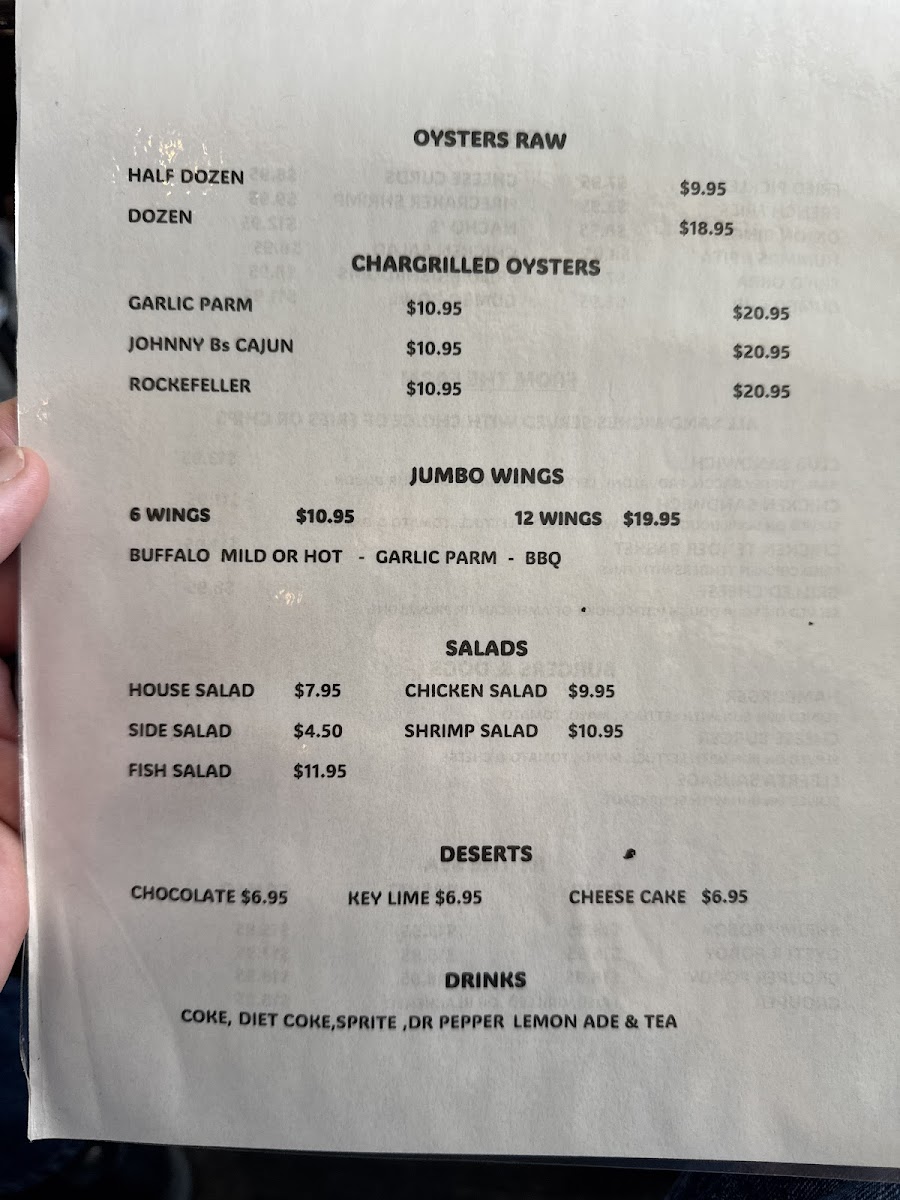 OYSTERS RAW
HALF DOZEN $9.95
DOZEN $18.95
CHARGRILLED OYSTERS
GARLIC PARM $10.95 $20.95
JOHNNY Bs CAJUN $10.95 $20.95
ROCKEFELLER $10.95 $20.95
JUMBO WINGS
6 WINGS $10.95 12 WINGS $19.95
BUFFALO MILD OR HOT - GARLIC PARM - BBQ
SALADS
HOUSE SALAD $7.95 CHICKEN SALAD $9.95
SIDE SALAD $4.50 SHRIMP SALAD $10.95
FISH SALAD $11.95
DESERTS
CHOCOLATE $6.95 KEY LIME $6.95 CHEESE CAKE $6.95
DRINKS
COKE, DIET COKE,SPRITE ,DR PEPPER LEMON ADE & TEA